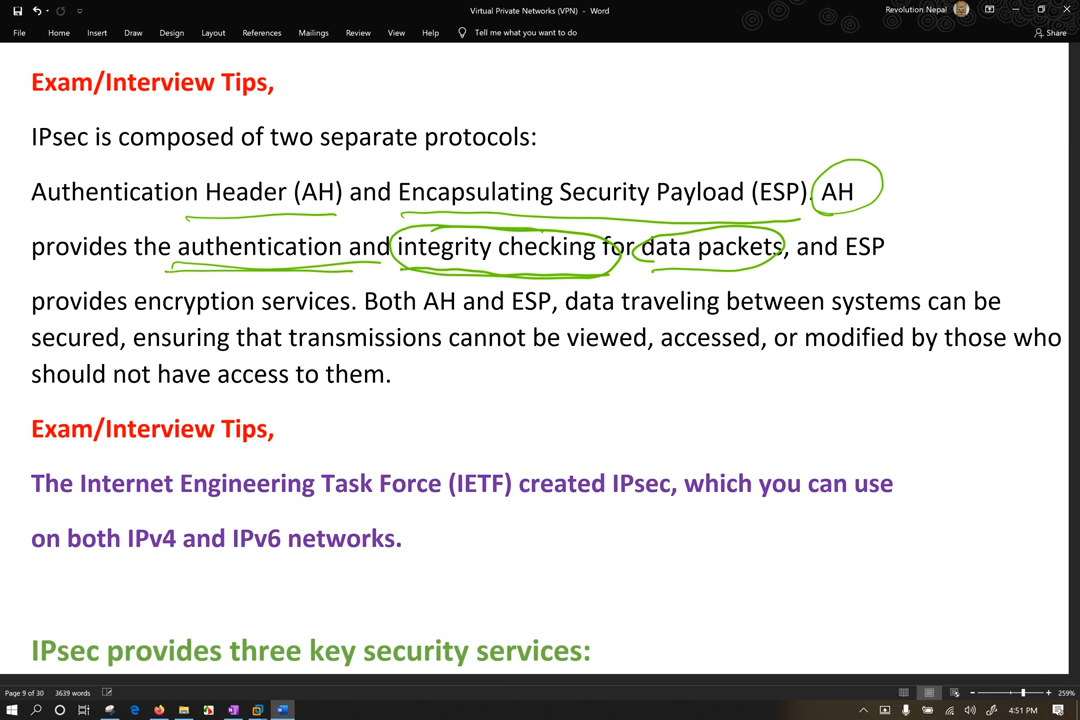 Virtual Private Networks (VPN) - Word
Revolution Nepal
File Home Insert Draw Design Layout References Mailings Review View Help Tell me what you want to do Share
Exam/Interview Tips,
IPsec is composed of two separate protocols:
Authentication Header (AH) and Encapsulating Security Payload (ESP). AH
provides the authentication and integrity checking for data packets, and ESP
provides encryption services. Both AH and ESP, data traveling between systems can be
secured, ensuring that transmissions cannot be viewed, accessed, or modified by those who
should not have access to them.
Exam/Interview Tips,
The Internet Engineering Task Force (IETF) created IPsec, which you can use
on both IPv4 and IPv6 networks.
IPsec provides three key security services:
Page 9 of 30 3639 words 259%
4:51 PM